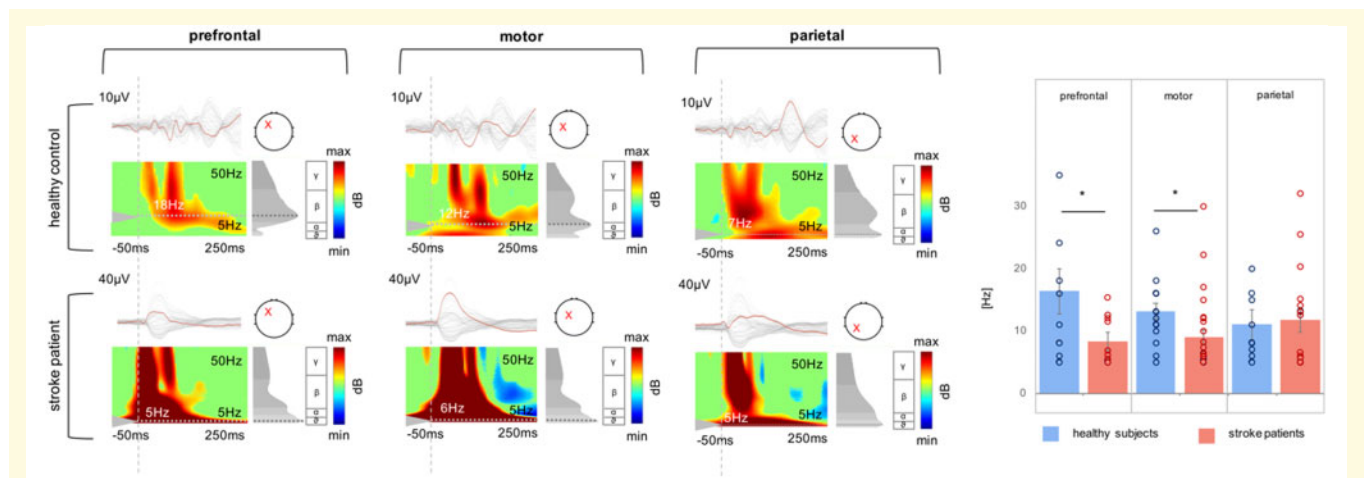 prefrontal
motor
parietal
healthy control
10μV
X
50Hz
18Hz
5Hz
-50ms
250ms
γ
β
α
ϑ
max
dB
min
10μV
X
50Hz
12Hz
5Hz
-50ms
250ms
γ
β
α
ϑ
max
dB
min
10μV
X
50Hz
7Hz
5Hz
-50ms
250ms
γ
β
α
ϑ
max
dB
min
stroke patient
40μV
X
50Hz
5Hz
5Hz
-50ms
250ms
γ
β
α
ϑ
max
dB
min
40μV
X
50Hz
6Hz
5Hz
-50ms
250ms
γ
β
α
ϑ
max
dB
min
40μV
X
50Hz
5Hz
5Hz
-50ms
250ms
γ
β
α
ϑ
max
dB
min
prefrontal
motor
parietal
*
*
[Hz]
30
20
10
0
healthy subjects
stroke patients